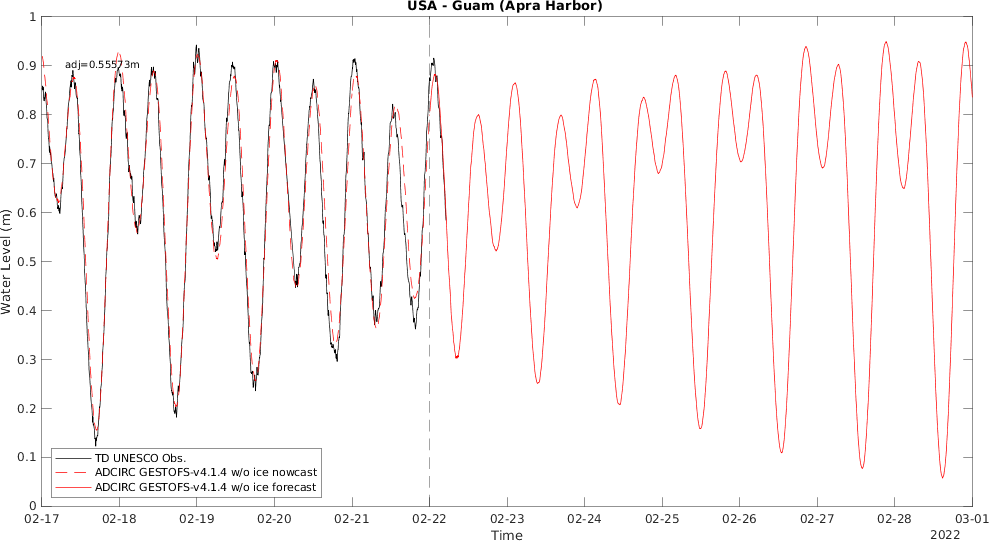 USA - Guam (Apra Harbor)
adj=0.55573m
Water Level (m)
1
0.9
0.8
0.7
0.6
0.5
0.4
0.3
0.2
0.1
0
TD UNESCO Obs.
ADCIRC GESTOFS-v4.1.4 w/o ice nowcast
ADCIRC GESTOFS-v4.1.4 w/o ice forecast
02-17 02-18 02-19 02-20 02-21 02-22 02-23 02-24 02-25 02-26 02-27 02-28 03-01
Time
2022